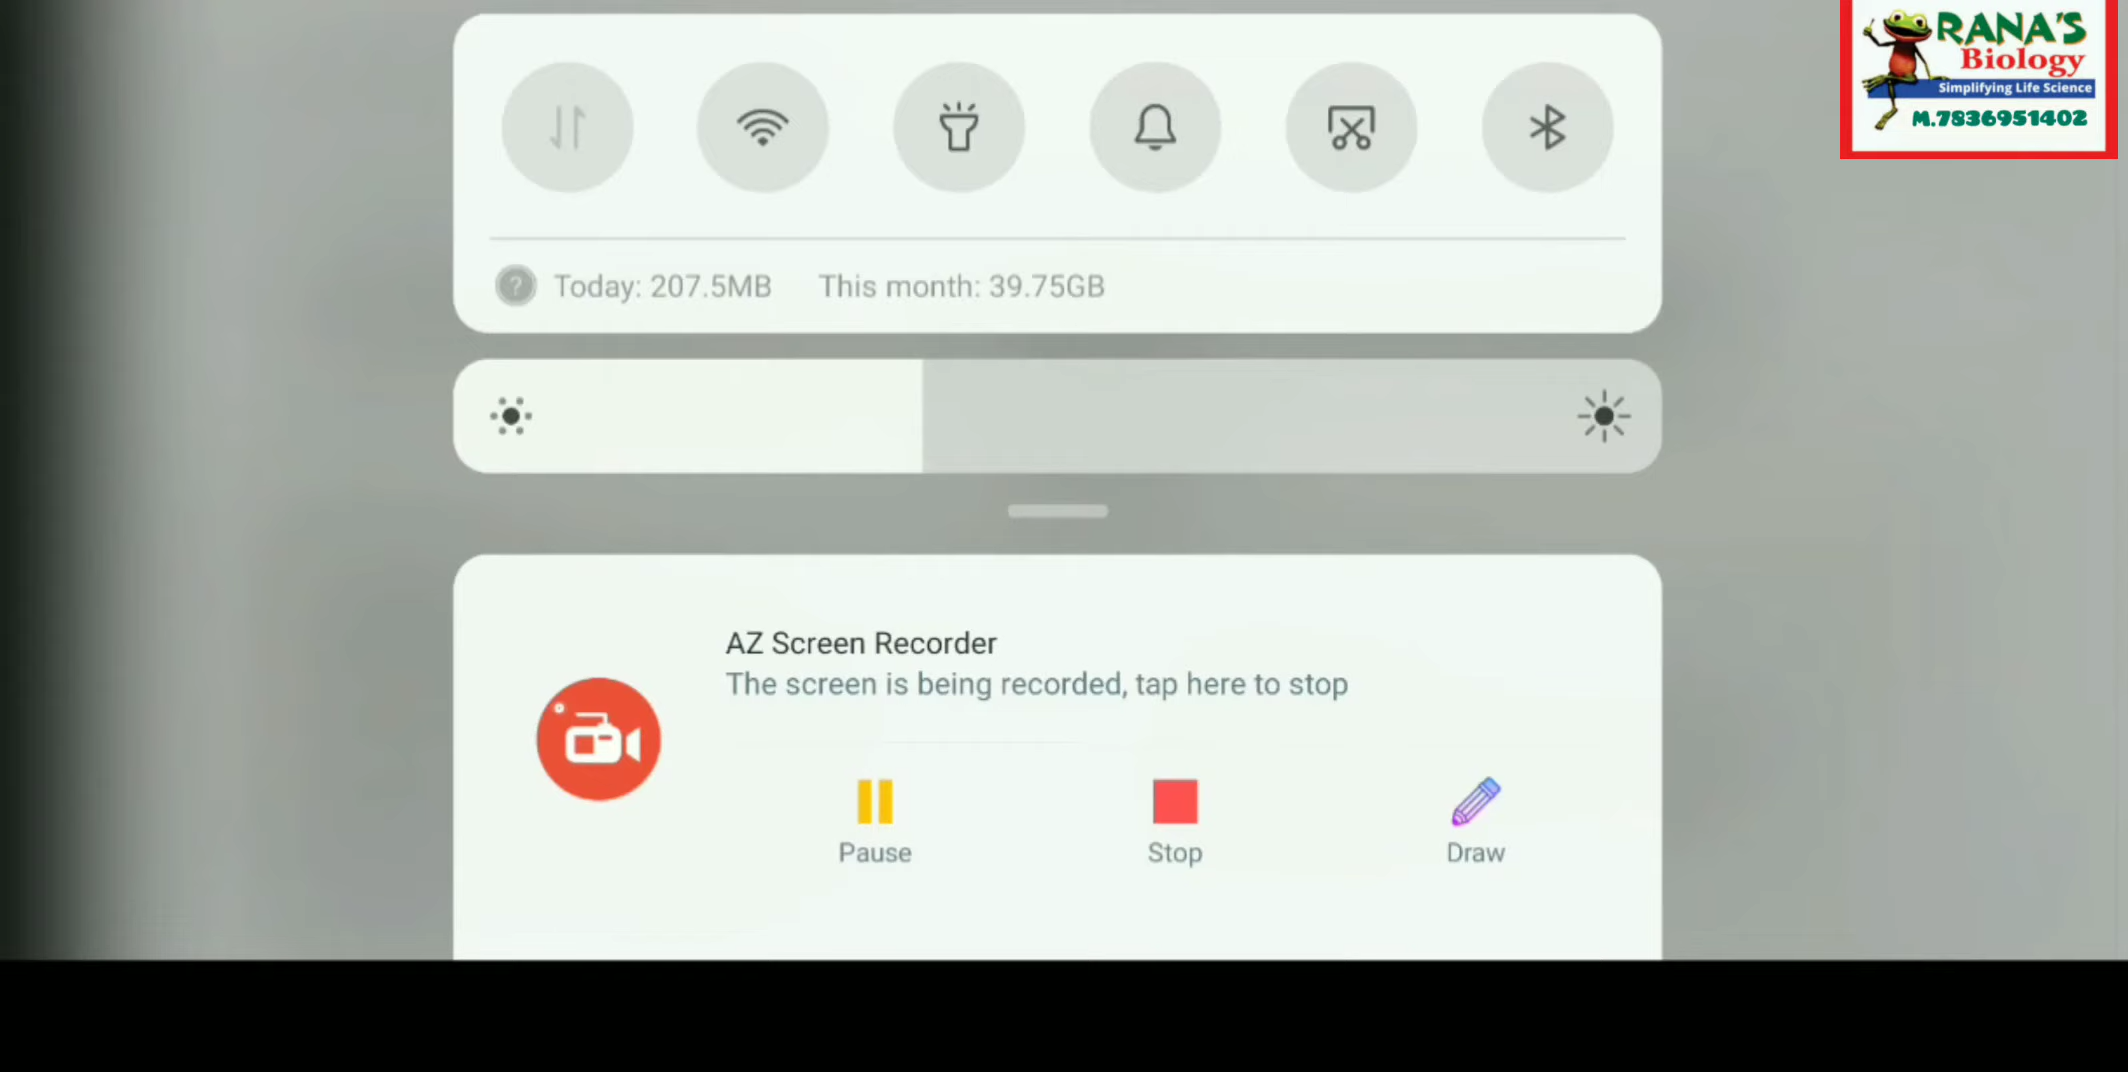 RANA'S
Biology
Simplifying Life Science
M.7836951402
Today: 207.5MB This month: 39.75GB
AZ Screen Recorder
The screen is being recorded, tap here to stop
Pause Stop Draw